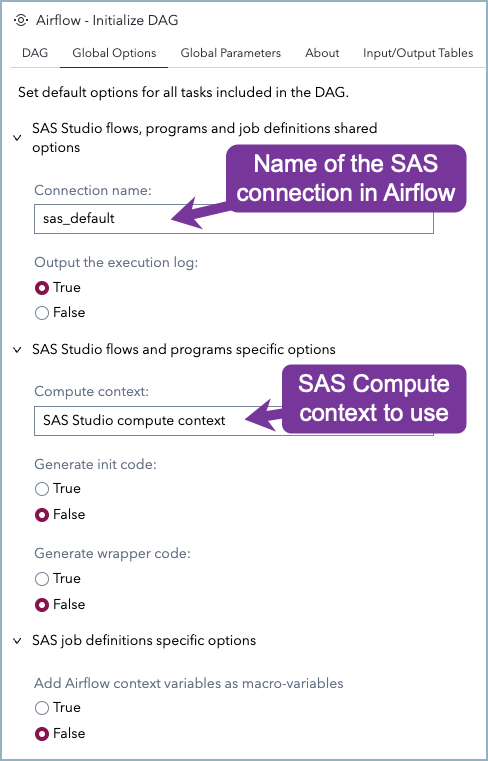 Airflow - Initialize DAG
DAG Global Options Global Parameters About Input/Output Tables
Set default options for all tasks included in the DAG.
SAS Studio flows, programs and job definitions shared
options
Name of the SAS
connection in Airflow
Connection name:
sas_default
Output the execution log:
True
False
SAS Studio flows and programs specific options
SAS Compute
context to use
Compute context:
SAS Studio compute context
Generate init code:
True
False
Generate wrapper code:
True
False
SAS job definitions specific options
Add Airflow context variables as macro-variables
True
False